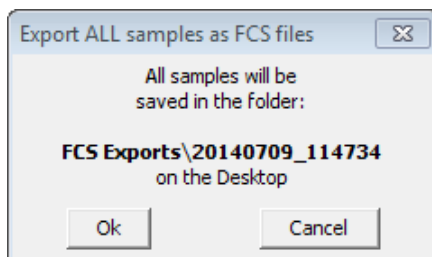 Export ALL samples as FCS files
All samples will be
saved in the folder:
FCS Exports\20140709_114734
on the Desktop
Ok
Cancel